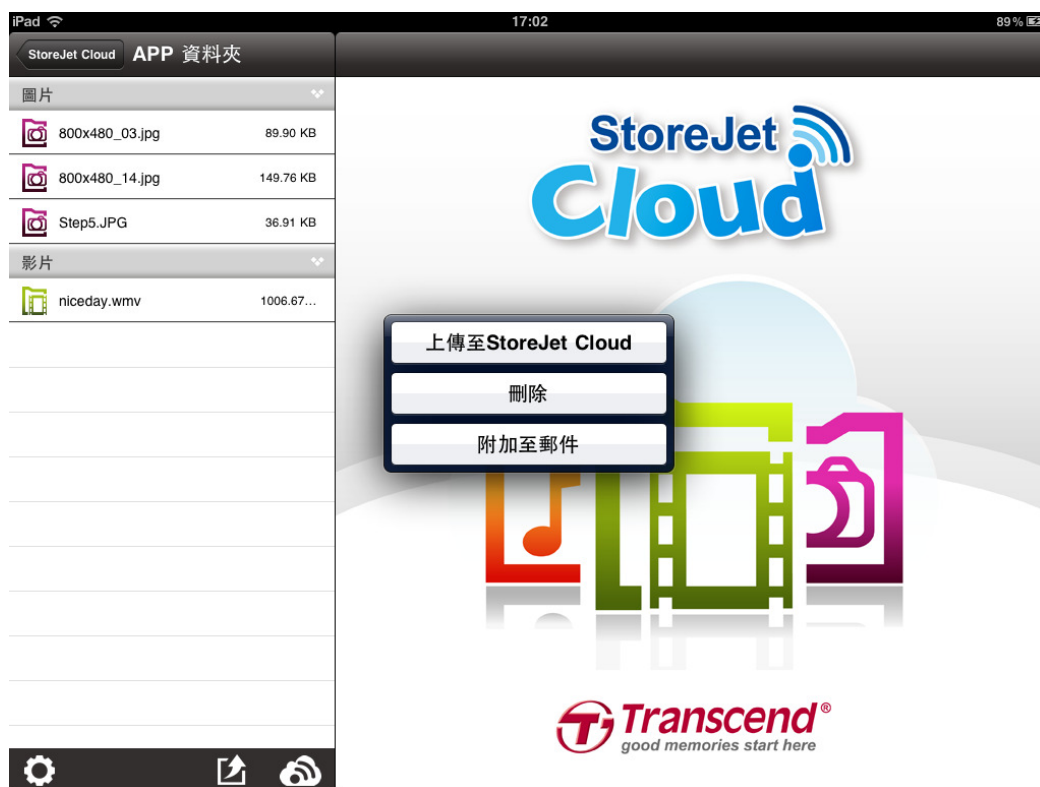 iPad 17:02 89%
StoreJet Cloud APP 資料夾
圖片
800x480_03.jpg 89.90 KB
800x480_14.jpg 149.76 KB
Step5.JPG 36.91 KB
影片
niceday.wmv 1006.67...
StoreJet
Cloud
上傳至StoreJet Cloud
刪除
附加至郵件
Transcend®
good memories start here